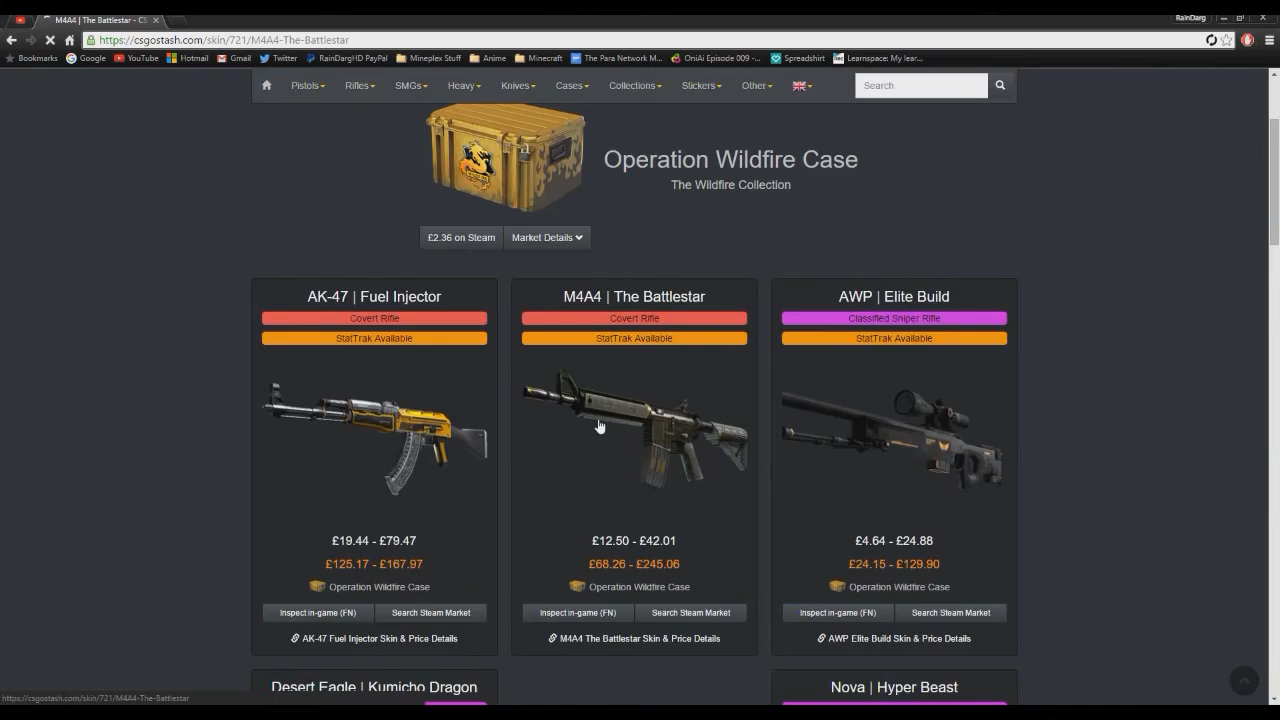 RainDarg
M4A4 | The Battlestar - CS
https://csgostash.com/skin/721/M4A4-The-Battlestar
Bookmarks Google YouTube Hotmail Gmail Twitter RainDargHD PayPal Mineplex Stuff Anime Minecraft The Para Network M... OniAi Episode 009 -... Spreadshirt Learnspace: My lear...
Pistols Rifles SMGs Heavy Knives Cases Collections Stickers Other Search
Operation Wildfire Case
The Wildfire Collection
£2.36 on Steam Market Details
AK-47 | Fuel Injector
Covert Rifle
StatTrak Available
£19.44 - £79.47
£125.17 - £167.97
Operation Wildfire Case
Inspect in-game (FN) Search Steam Market
AK-47 Fuel Injector Skin & Price Details
M4A4 | The Battlestar
Covert Rifle
StatTrak Available
£12.50 - £42.01
£68.26 - £245.06
Operation Wildfire Case
Inspect in-game (FN) Search Steam Market
M4A4 The Battlestar Skin & Price Details
AWP | Elite Build
Classified Sniper Rifle
StatTrak Available
£4.64 - £24.88
£24.15 - £129.90
Operation Wildfire Case
Inspect in-game (FN) Search Steam Market
AWP Elite Build Skin & Price Details
Desert Eagle | Kumicho Dragon
Nova | Hyper Beast
https://csgostash.com/skin/721/M4A4-The-Battlestar